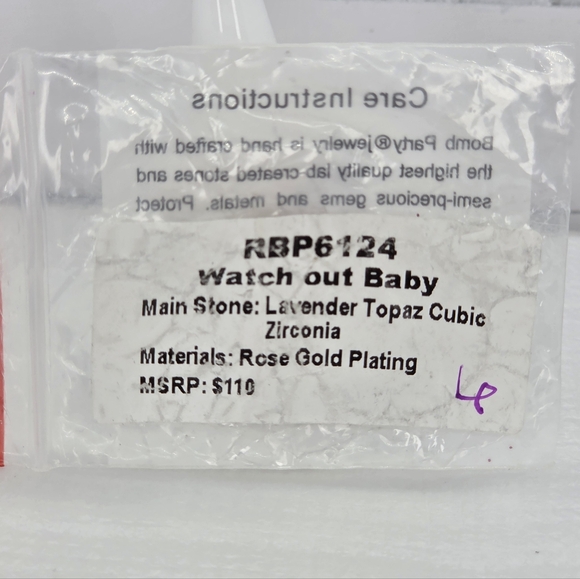 Care Instructions
Bomb Party® jewelry is hand crafted with
the highest quality lab-created stones and
semi-precious gems and metals. Protect
RBP6124
Watch out Baby
Main Stone: Lavender Topaz Cubic
Zirconia
Materials: Rose Gold Plating
MSRP: $110